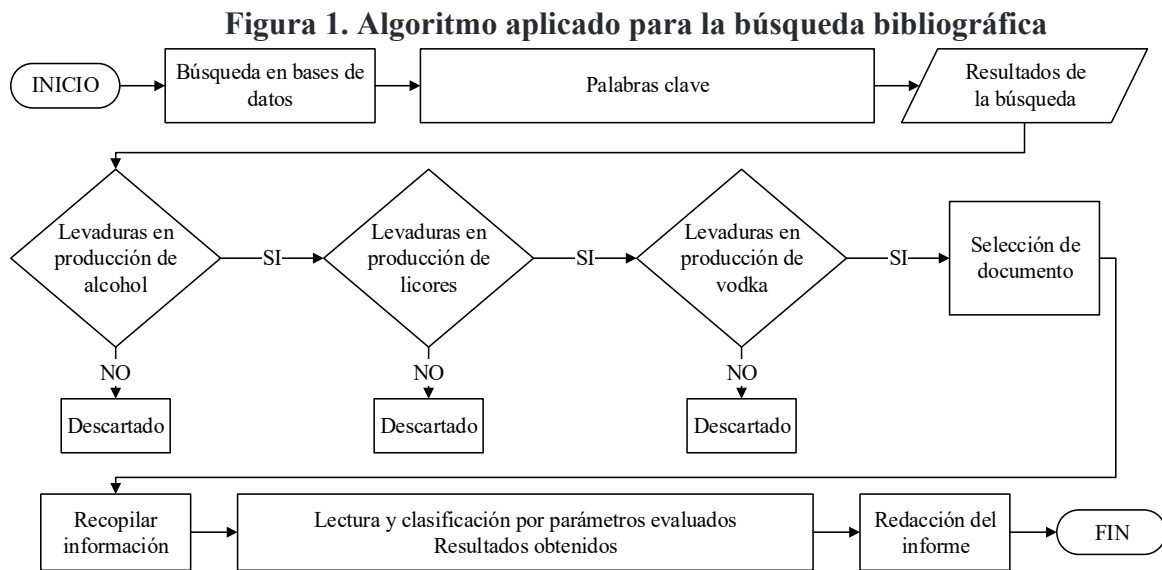 Figura 1. Algoritmo aplicado para la búsqueda bibliográfica
INICIO
Búsqueda en bases de
datos
Palabras clave
Resultados de
la búsqueda
Levaduras en
producción de
alcohol
SI
Levaduras en
producción de
licores
SI
Levaduras en
producción de
vodka
SI
Selección de
documento
NO
NO
NO
Descartado
Descartado
Descartado
Recopilar
información
Lectura y clasificación por parámetros evaluados
Resultados obtenidos
Redacción del
informe
FIN